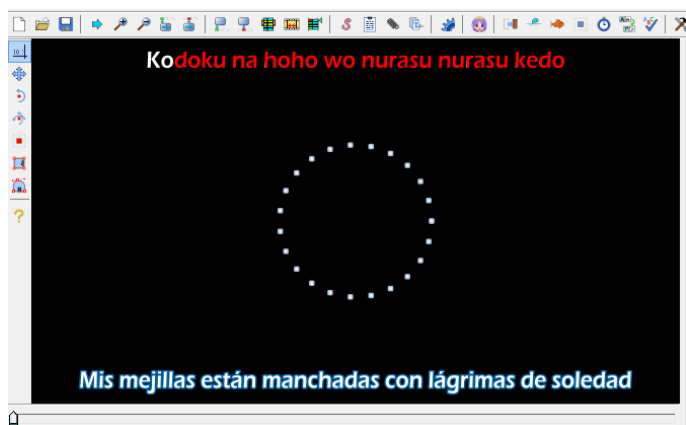 Kodoku na hoho wo nurasu nurasu kedo
Mis mejillas están manchadas con lágrimas de soledad